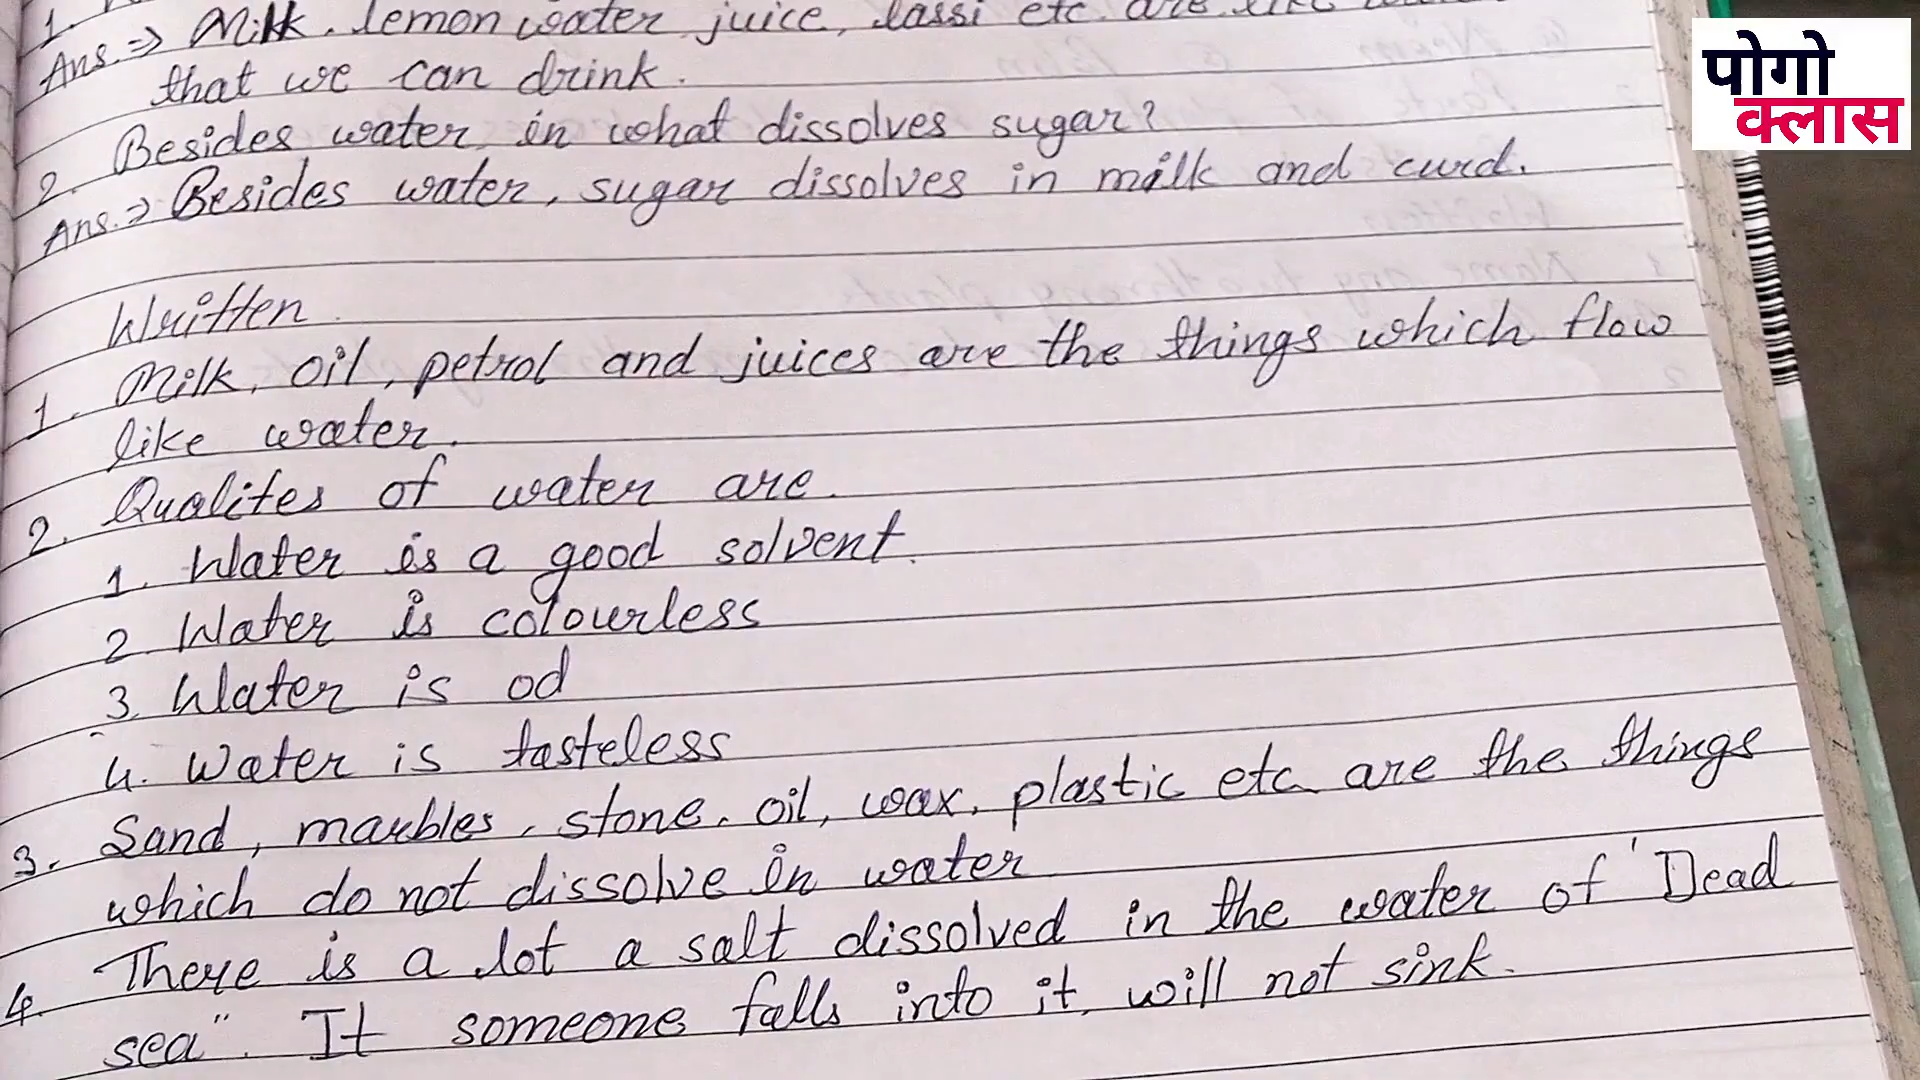 1.
Ans.⇒ Milk, lemon water juice, lassi etc are like
that we can drink.
2. Besides water in what dissolves sugar?
Ans.⇒ Besides water, sugar dissolves in milk and curd.
Written
1. Milk, oil, petrol and juices are the things which flow
like water.
2. Qualites of water are.
1. Water is a good solvent.
2. Water is colourless
3. Water is od
4. Water is tasteless
3. Sand, marbles, stone, oil, wax, plastic etc are the things
which do not dissolve in water
4. There is a lot a salt dissolved in the water of 'Dead
sea". It someone falls into it, will not sink.
पोगो
क्लास